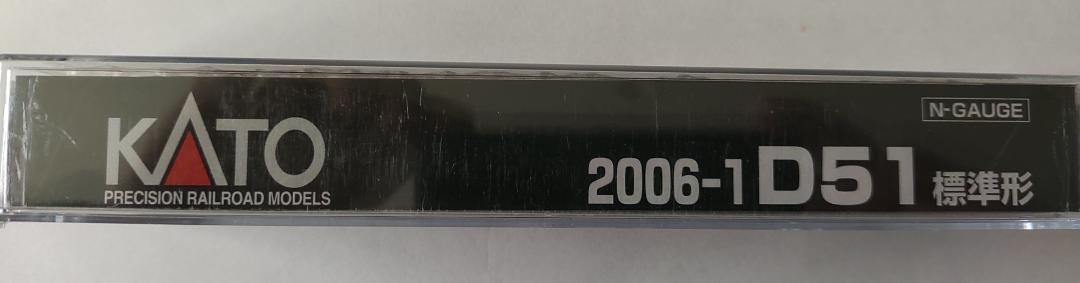 KATO
PRECISION RAILROAD MODELS
N-GAUGE
2006-1 D51 標準形